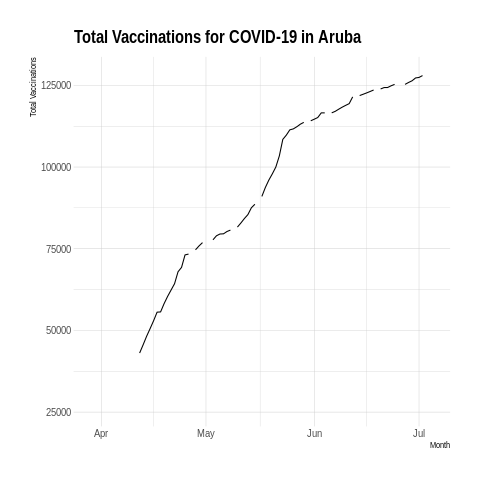 Total Vaccinations for COVID-19 in Aruba
Total Vaccinations
125000
100000
75000
50000
25000
Apr
May
Jun
Jul
Month